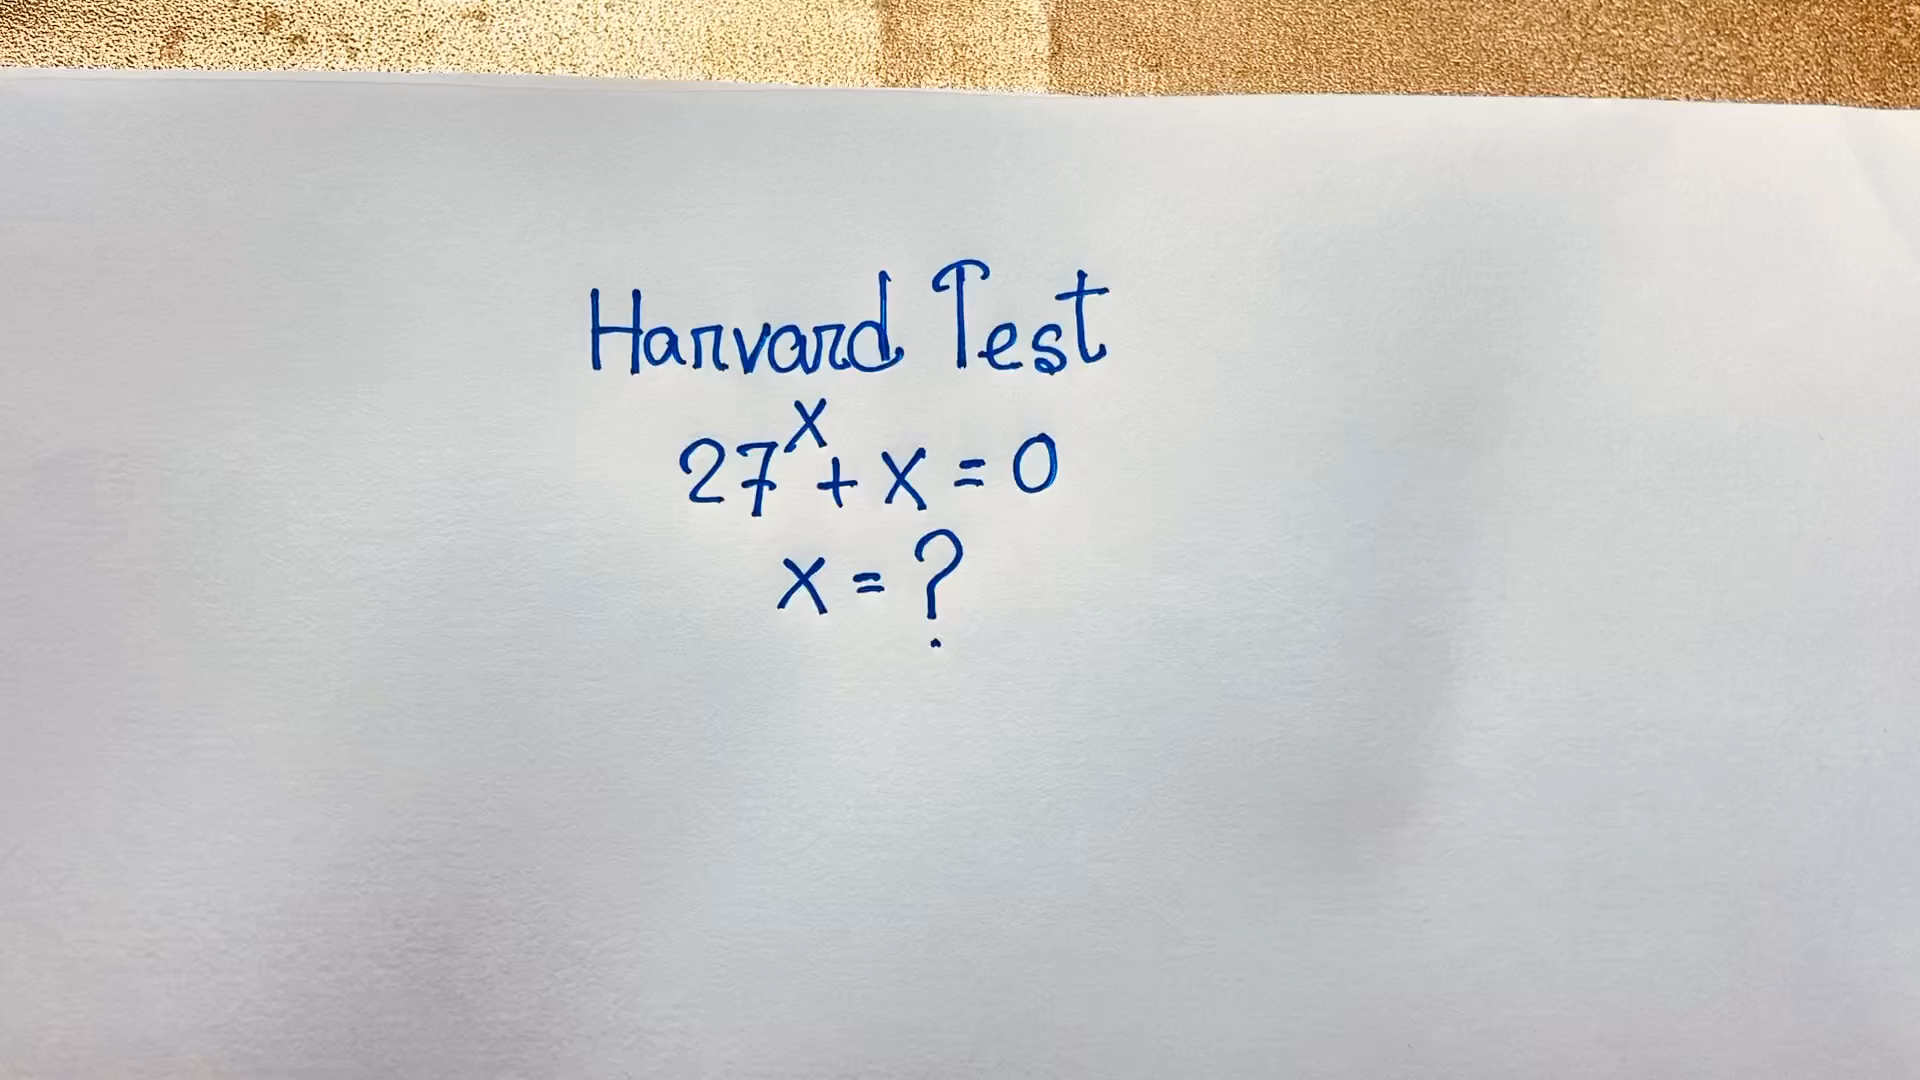 Harvard Test
27^x + x = 0
x = ?